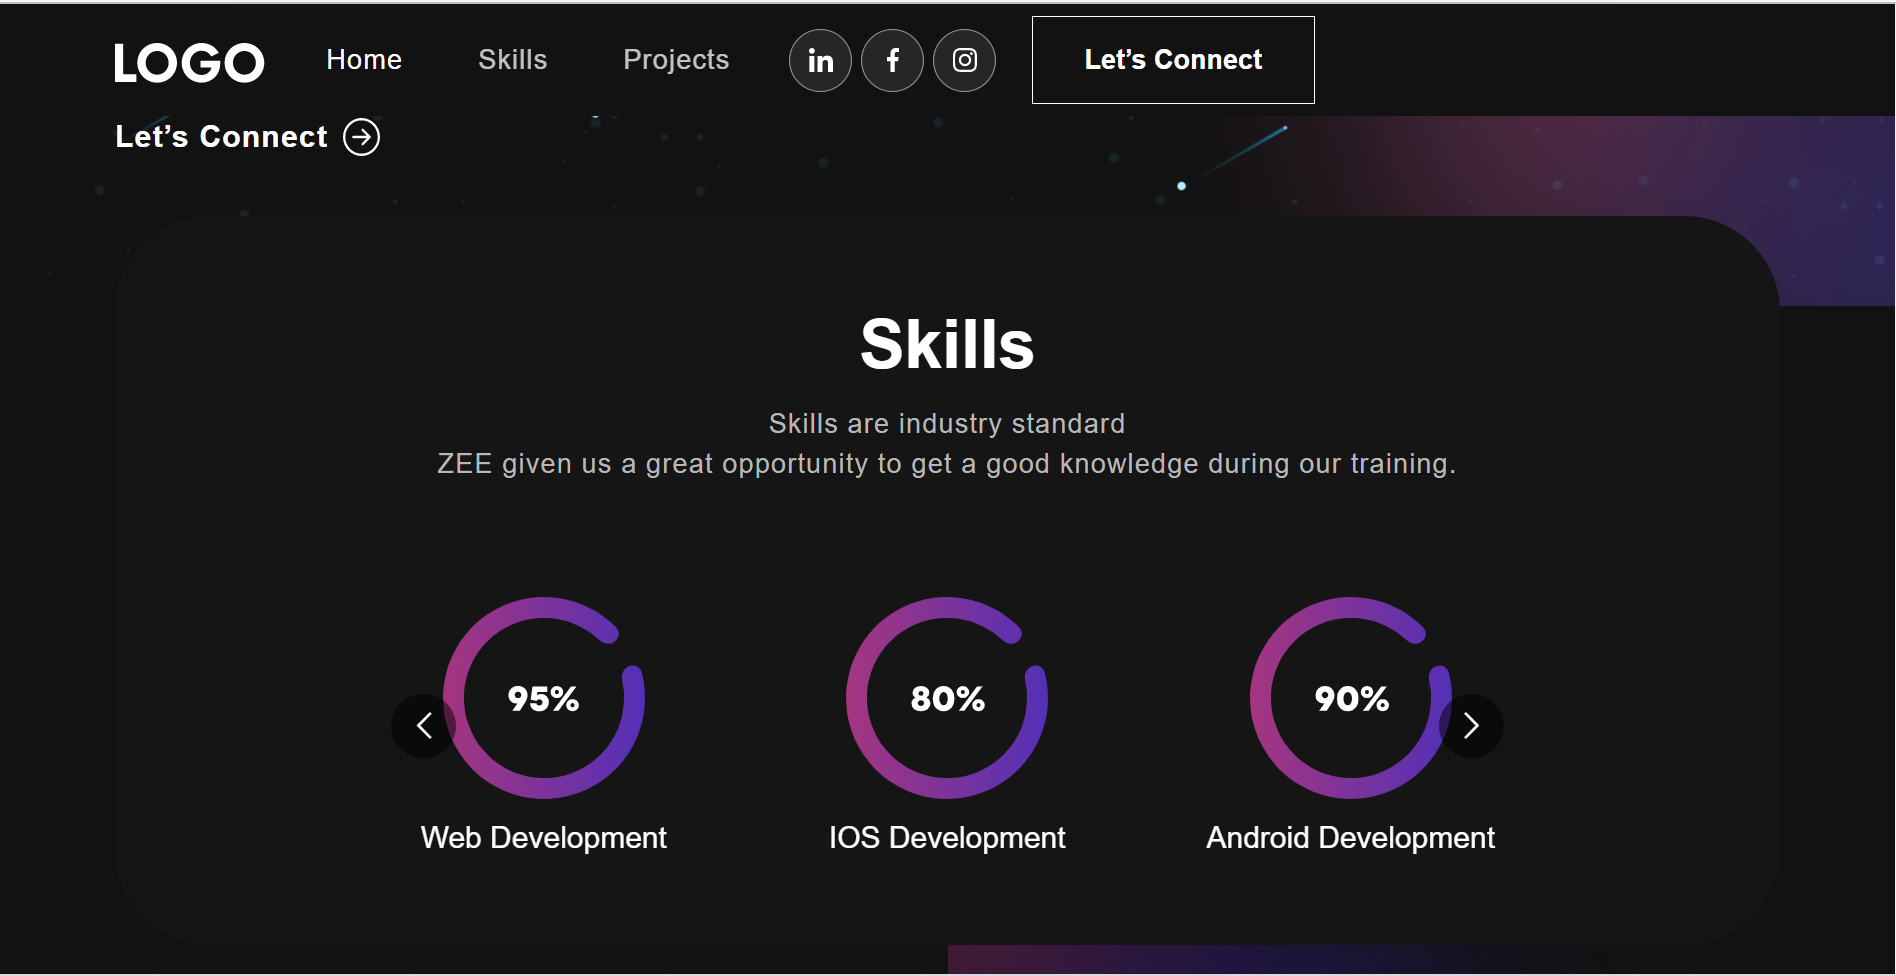 LOGO Home Skills Projects in f Let’s Connect
Let’s Connect
Skills
Skills are industry standard
ZEE given us a great opportunity to get a good knowledge during our training.
95% 80% 90%
Web Development IOS Development Android Development